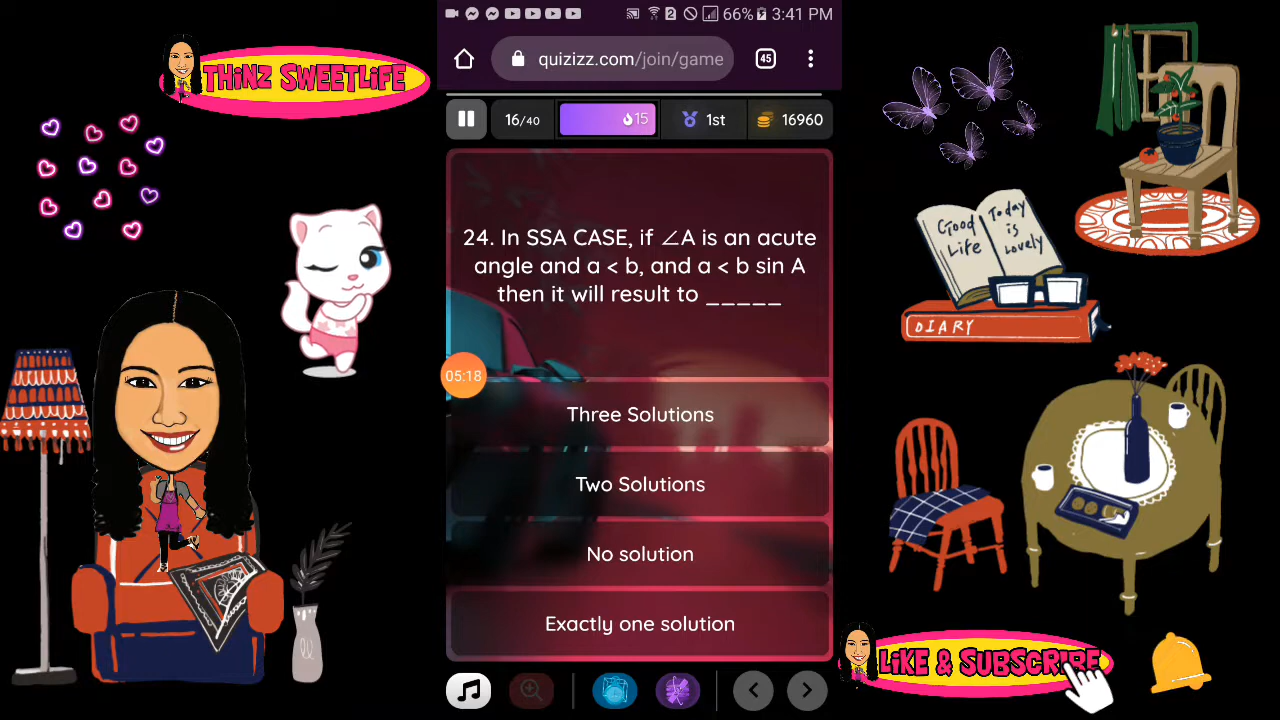 66% 3:41 PM
THiNZ SWEETLiFE
quizizz.com/join/game
45
16/40
15
1st
16960
24. In SSA CASE, if ∠A is an acute
angle and a < b, and a < b sin A
then it will result to _____
05:18
Three Solutions
Two Solutions
No solution
Exactly one solution
Good
Life
Today
is
Lovely
DIARY
LiKE & SUBSCRiBE